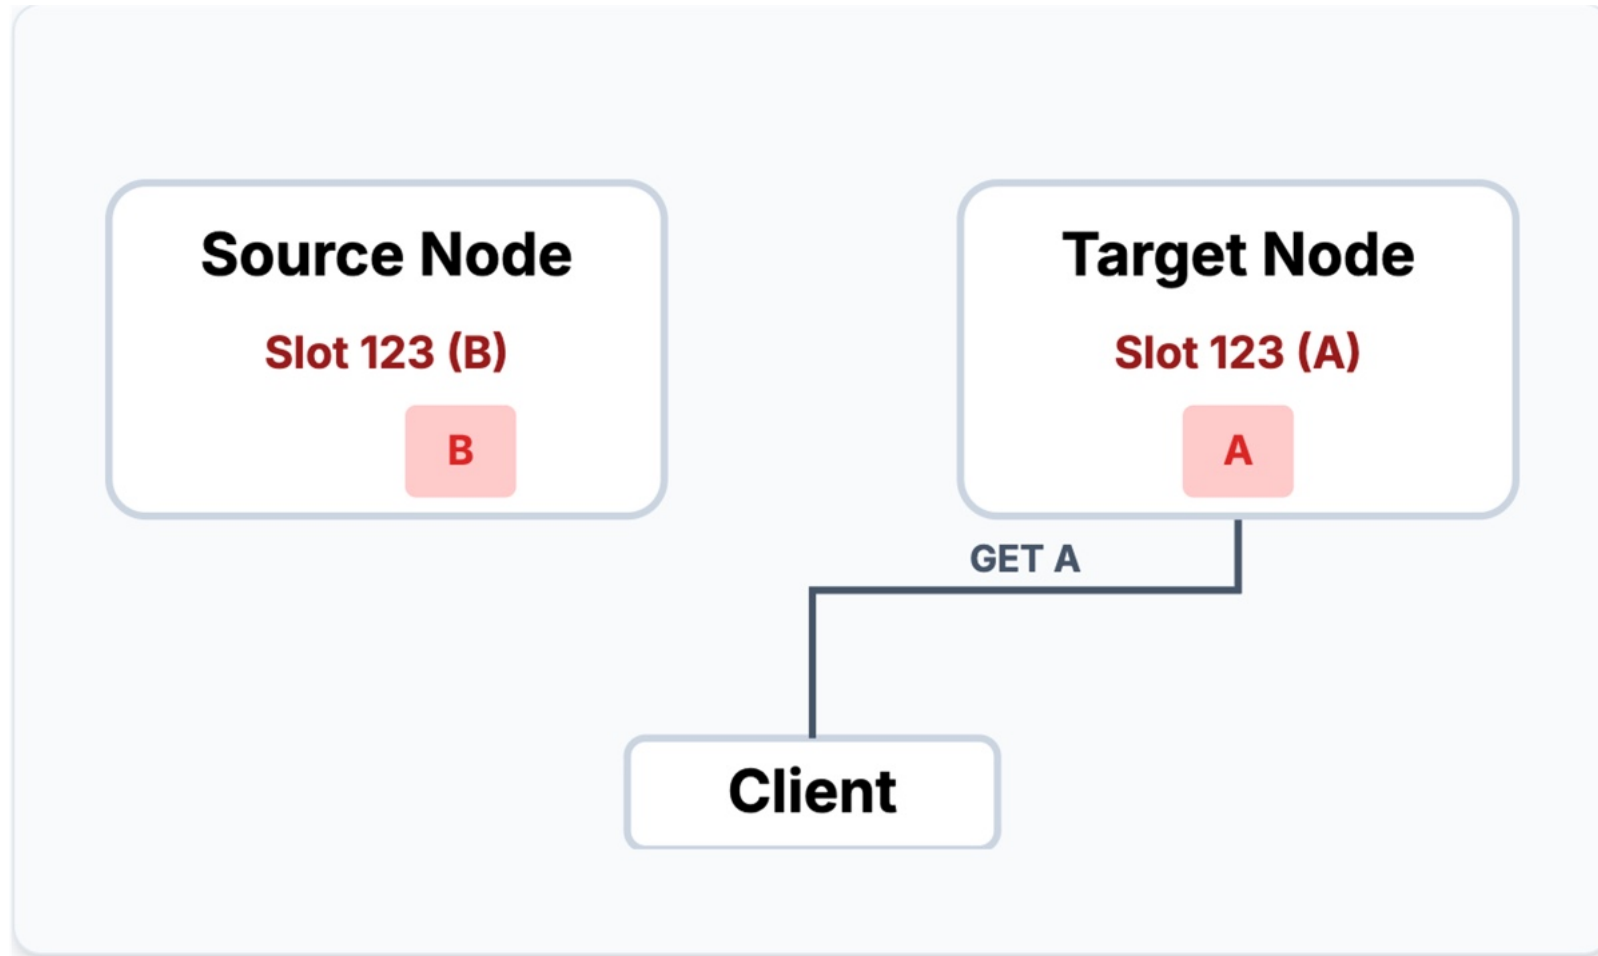 Source Node
Slot 123 (B)
B
Target Node
Slot 123 (A)
A
GET A
Client